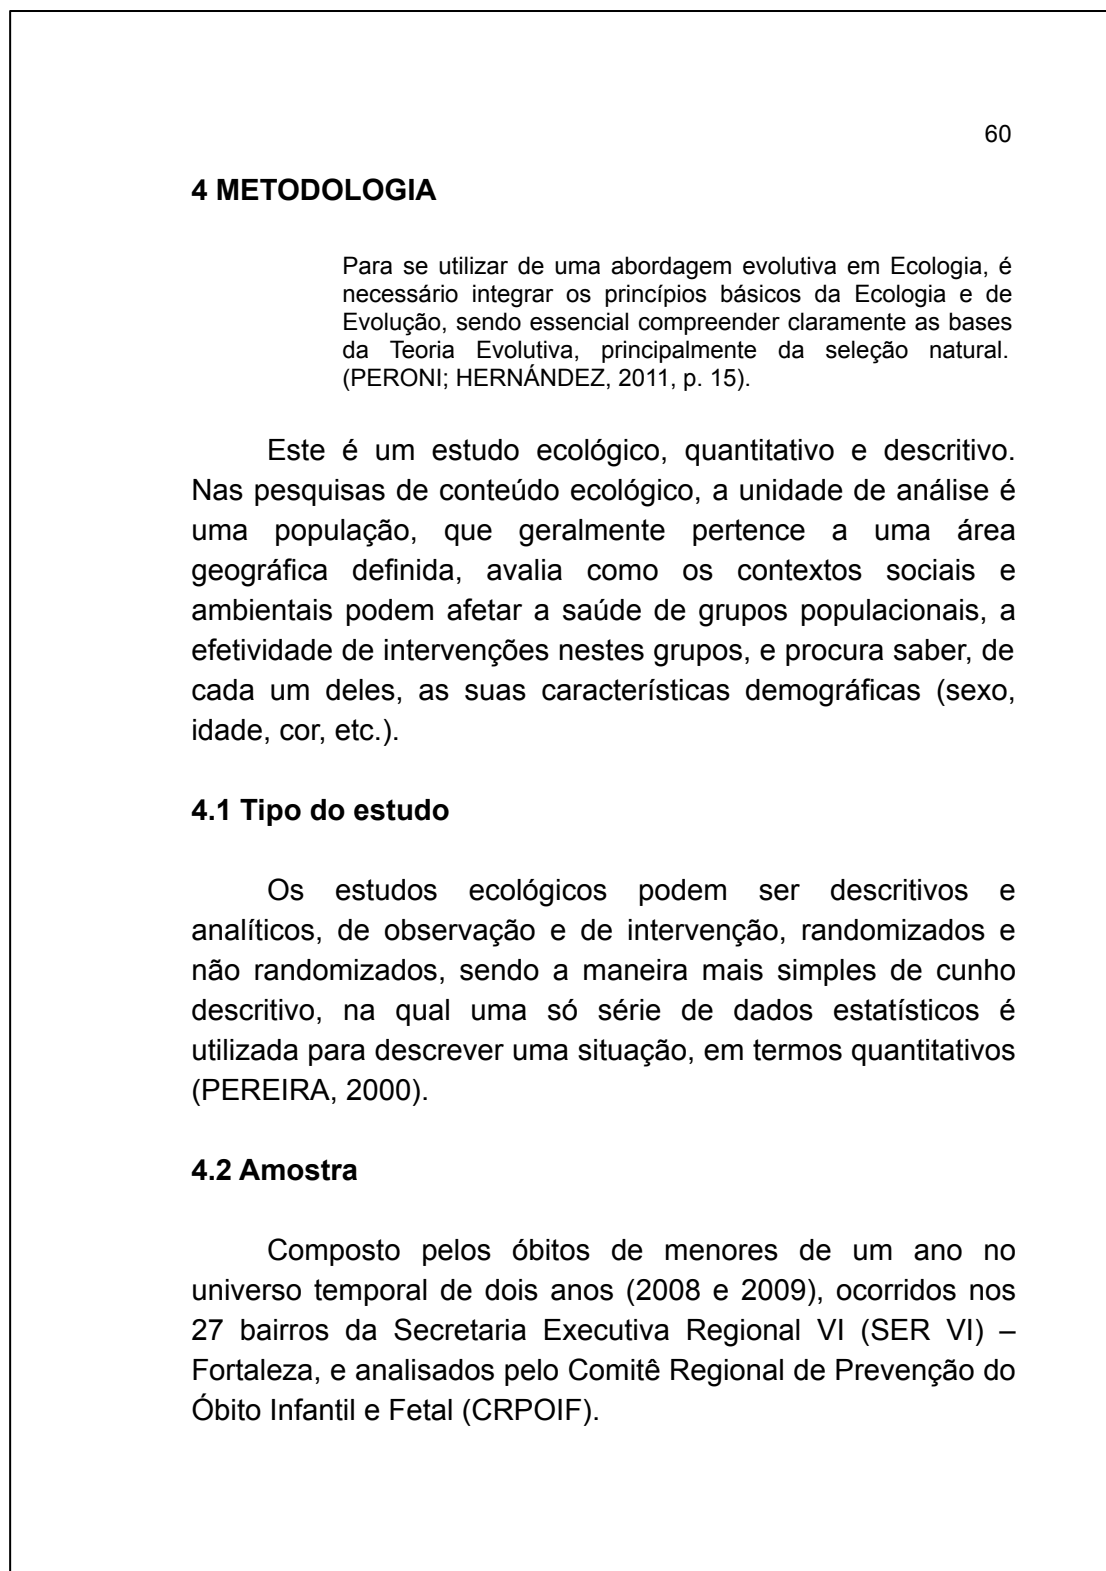 60
4 METODOLOGIA
Para se utilizar de uma abordagem evolutiva em Ecologia, é
necessário integrar os princípios básicos da Ecologia e de
Evolução, sendo essencial compreender claramente as bases
da Teoria Evolutiva, principalmente da seleção natural.
(PERONI; HERNÁNDEZ, 2011, p. 15).
Este é um estudo ecológico, quantitativo e descritivo.
Nas pesquisas de conteúdo ecológico, a unidade de análise é
uma população, que geralmente pertence a uma área
geográfica definida, avalia como os contextos sociais e
ambientais podem afetar a saúde de grupos populacionais, a
efetividade de intervenções nestes grupos, e procura saber, de
cada um deles, as suas características demográficas (sexo,
idade, cor, etc.).
4.1 Tipo do estudo
Os estudos ecológicos podem ser descritivos e
analíticos, de observação e de intervenção, randomizados e
não randomizados, sendo a maneira mais simples de cunho
descritivo, na qual uma só série de dados estatísticos é
utilizada para descrever uma situação, em termos quantitativos
(PEREIRA, 2000).
4.2 Amostra
Composto pelos óbitos de menores de um ano no
universo temporal de dois anos (2008 e 2009), ocorridos nos
27 bairros da Secretaria Executiva Regional VI (SER VI) –
Fortaleza, e analisados pelo Comitê Regional de Prevenção do
Óbito Infantil e Fetal (CRPOIF).